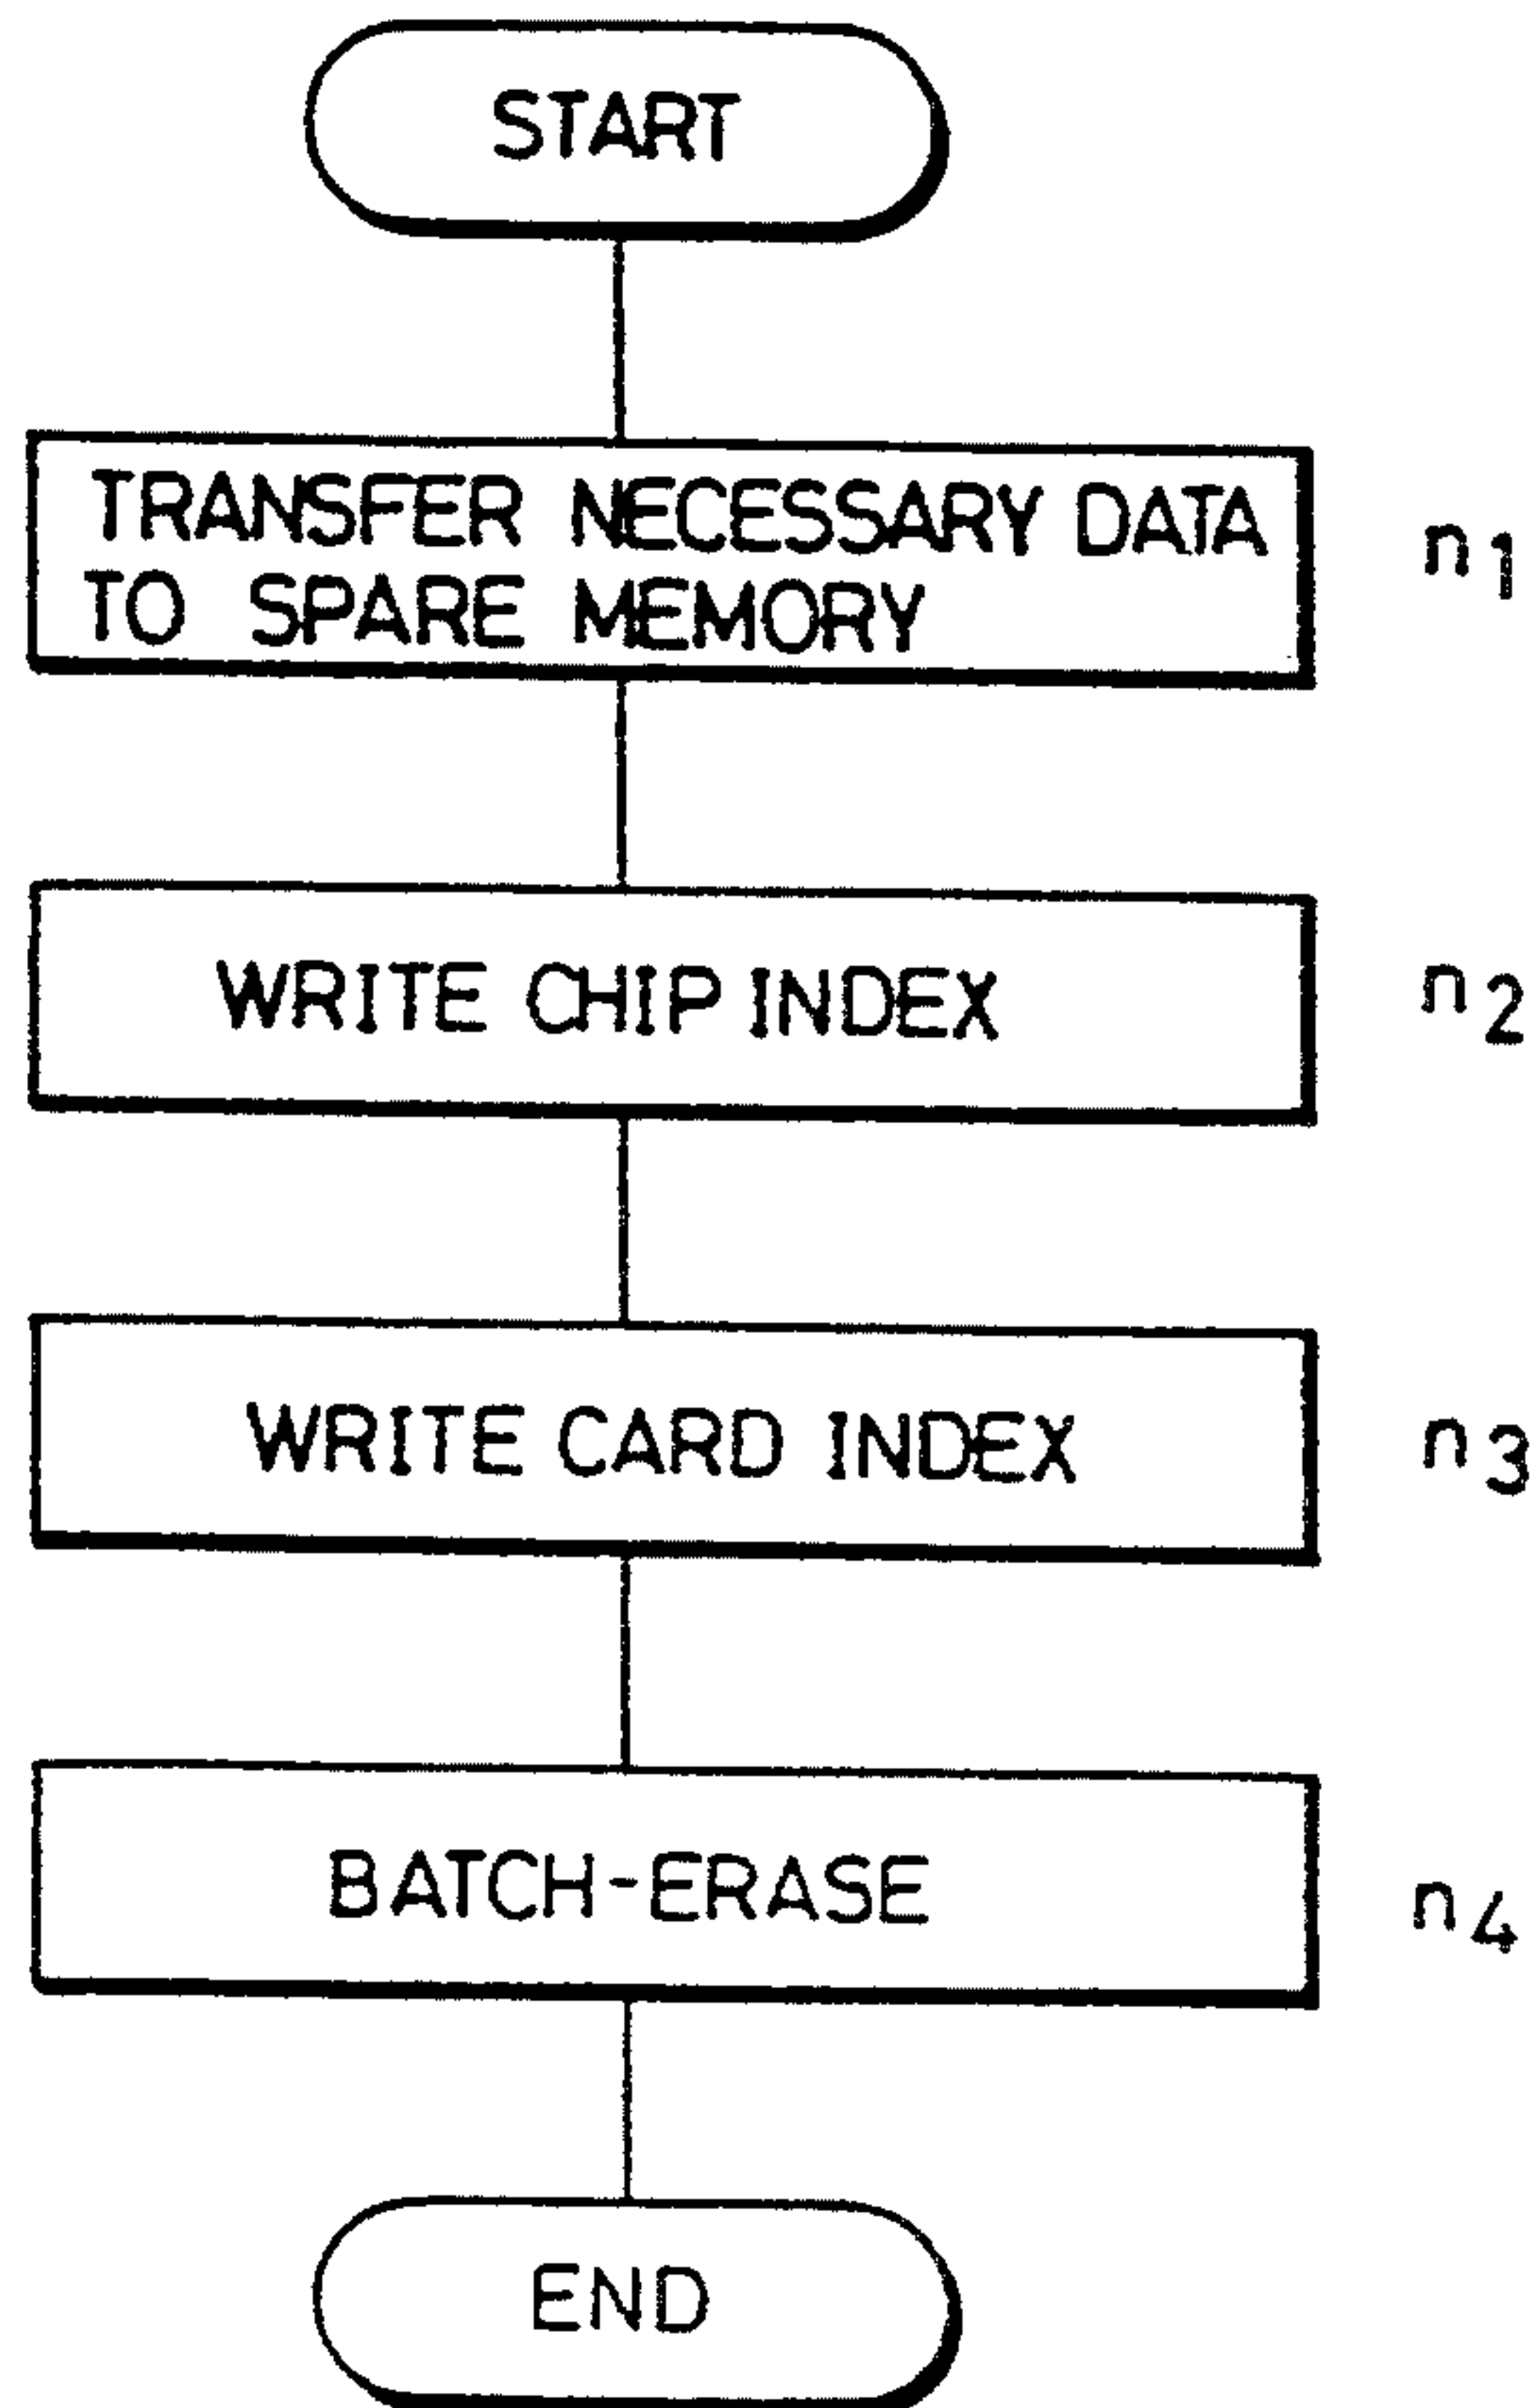 START
TRANSFER NECESSARY DATA
TO SPARE MEMORY
n1
WRITE CHIP INDEX
n2
WRITE CARD INDEX
n3
BATCH-ERASE
n4
END